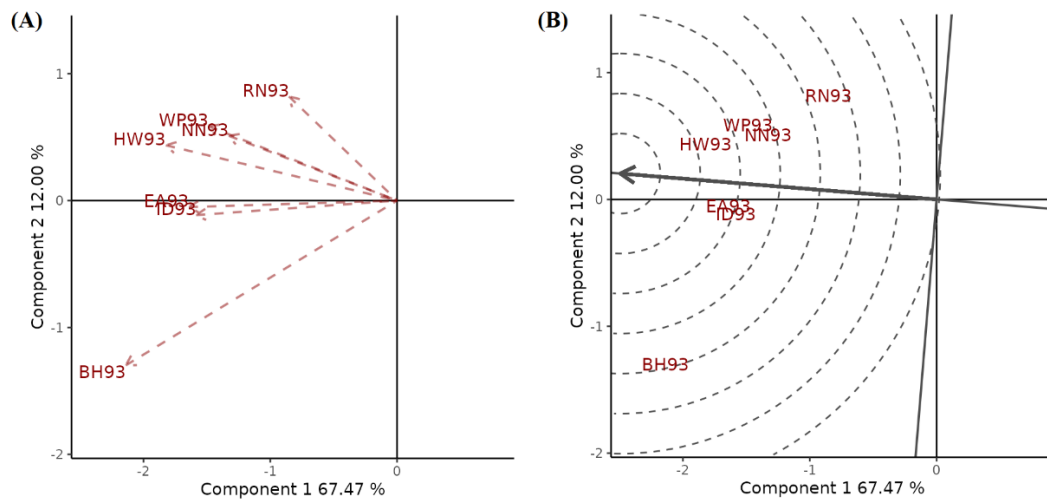 (A)
1
0
-1
-2
Component 2 12.00 %
RN93
WP93
NN93
HW93
EA93
ID93
BH93
-2
-1
0
Component 1 67.47 %
(B)
1
0
-1
-2
Component 2 12.00 %
RN93
WP93
NN93
HW93
EA93
ID93
BH93
-2
-1
0
Component 1 67.47 %